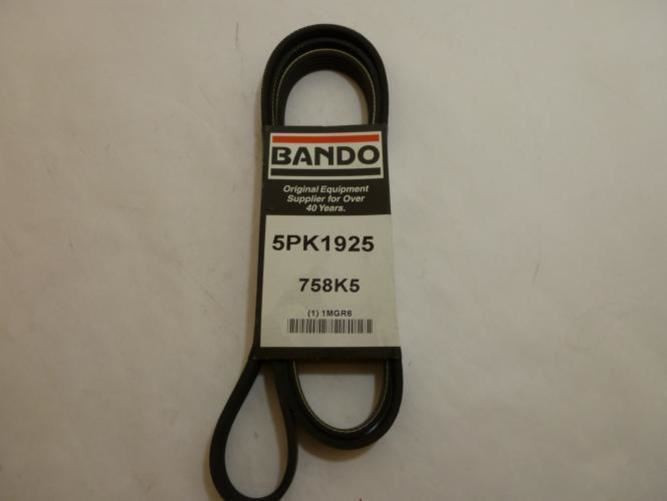 BANDO
Original Equipment
Supplier for Over
40 Years.
5PK1925
758K5
(1) 1MGR6